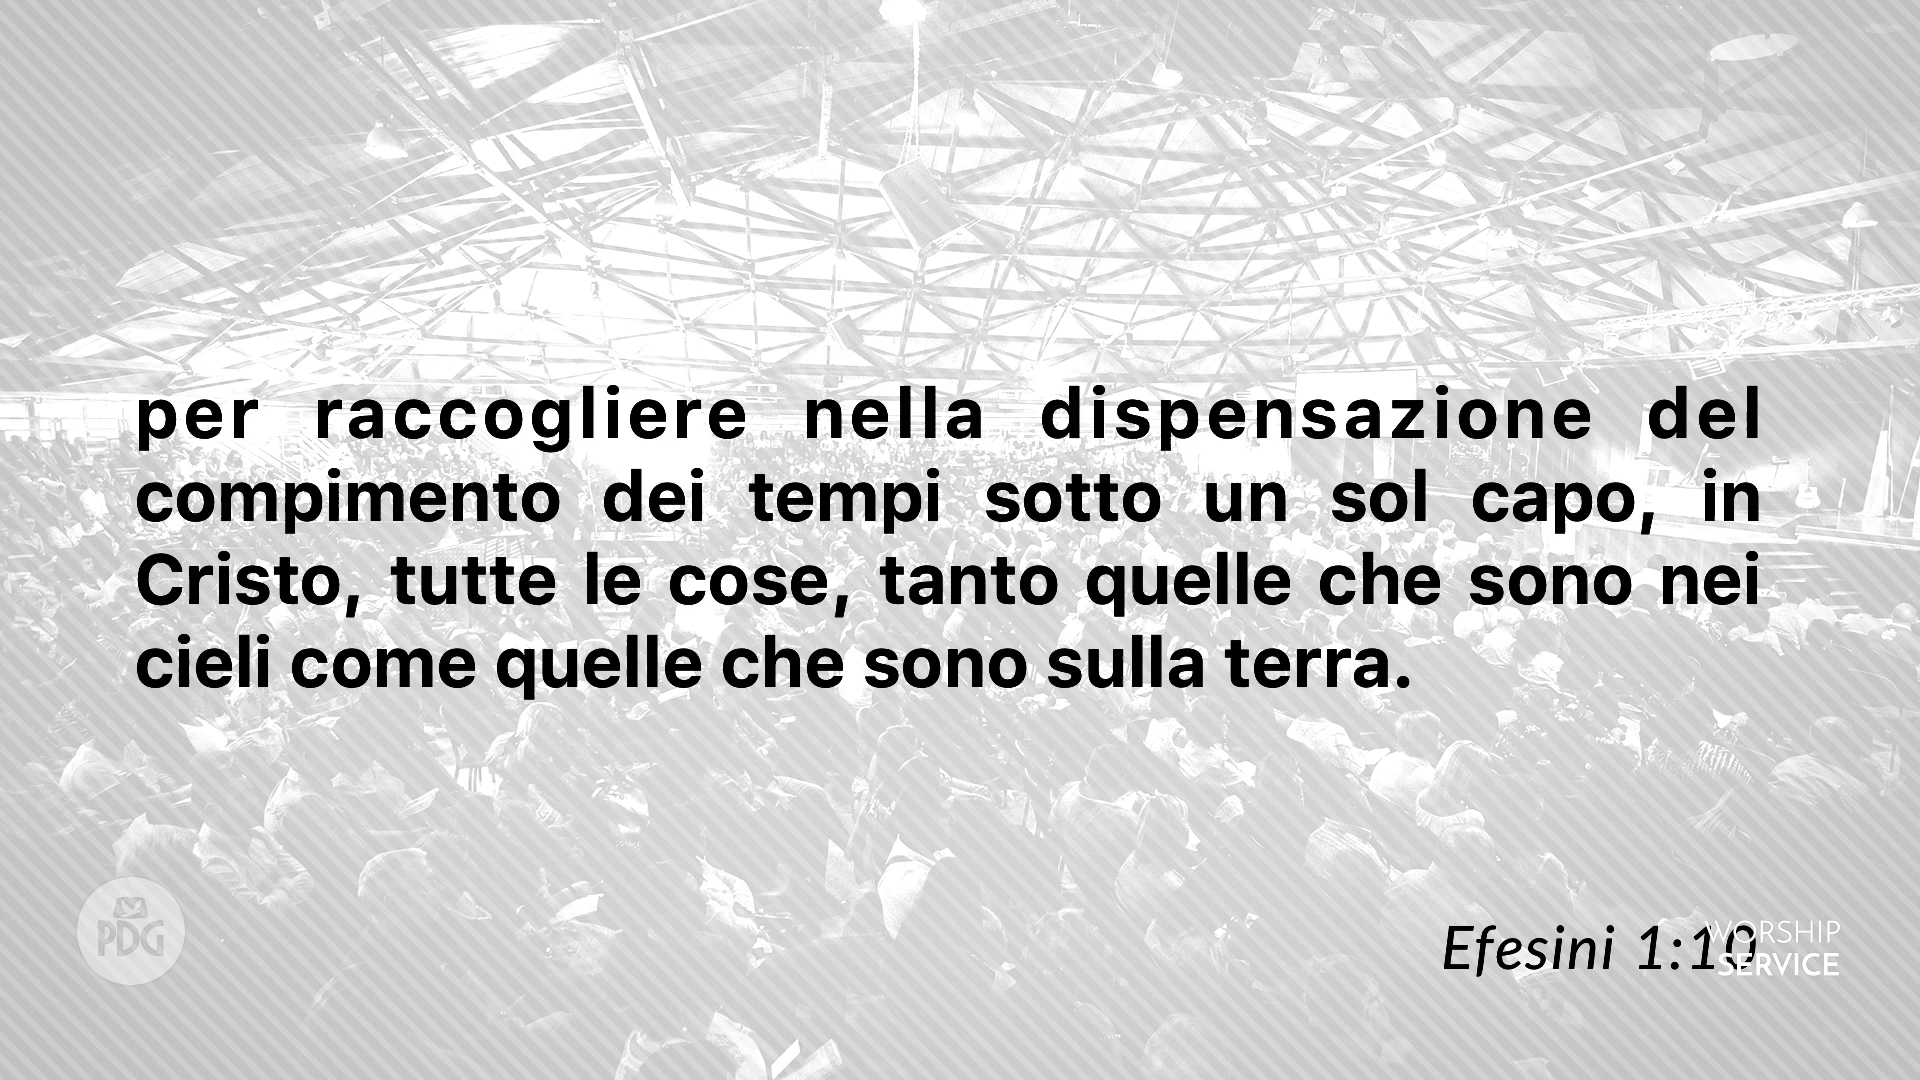 per raccogliere nella dispensazione del
compimento dei tempi sotto un sol capo, in
Cristo, tutte le cose, tanto quelle che sono nei
cieli come quelle che sono sulla terra.
PDG
Efesini 1:10
WORSHIP
SERVICE